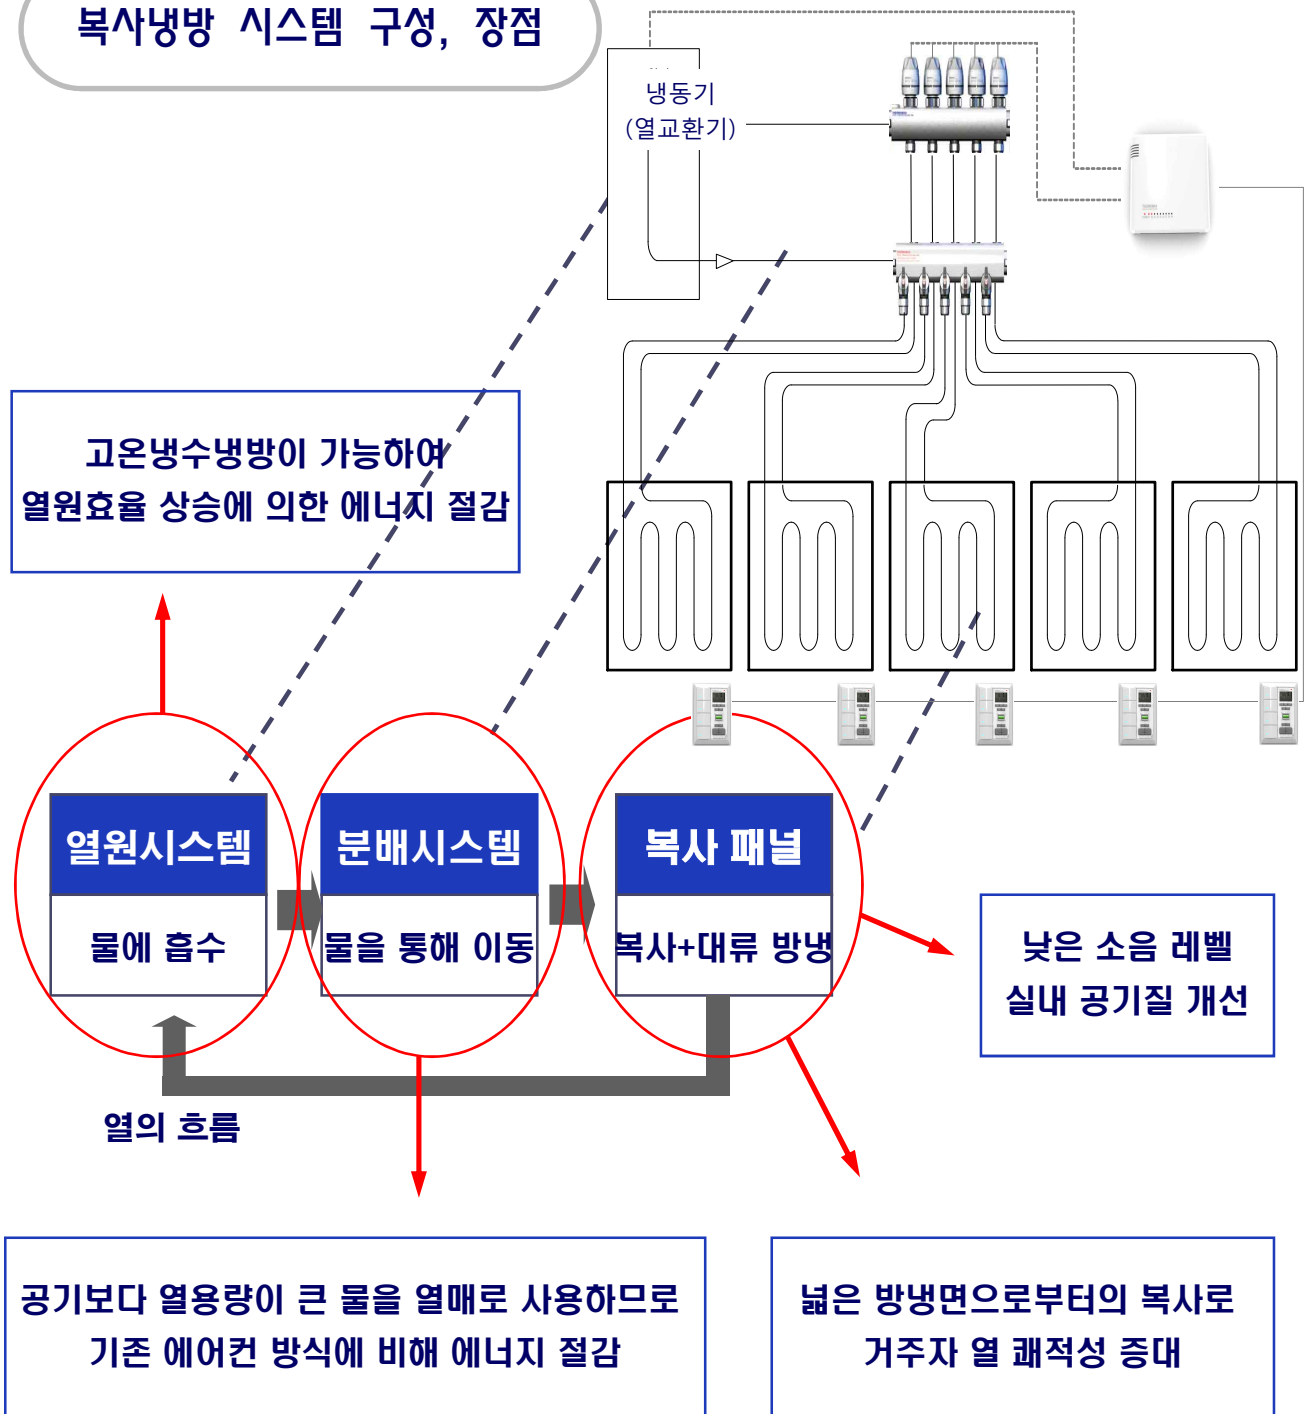 복사냉방 시스템 구성, 장점
냉동기
(열교환기)
고온냉수냉방이 가능하여
열원효율 상승에 의한 에너지 절감
열원시스템
물에 흡수
분배시스템
물을 통해 이동
복사 패널
복사+대류 방냉
낮은 소음 레벨
실내 공기질 개선
열의 흐름
공기보다 열용량이 큰 물을 열매로 사용하므로
기존 에어컨 방식에 비해 에너지 절감
넓은 방냉면으로부터의 복사로
거주자 열 쾌적성 증대